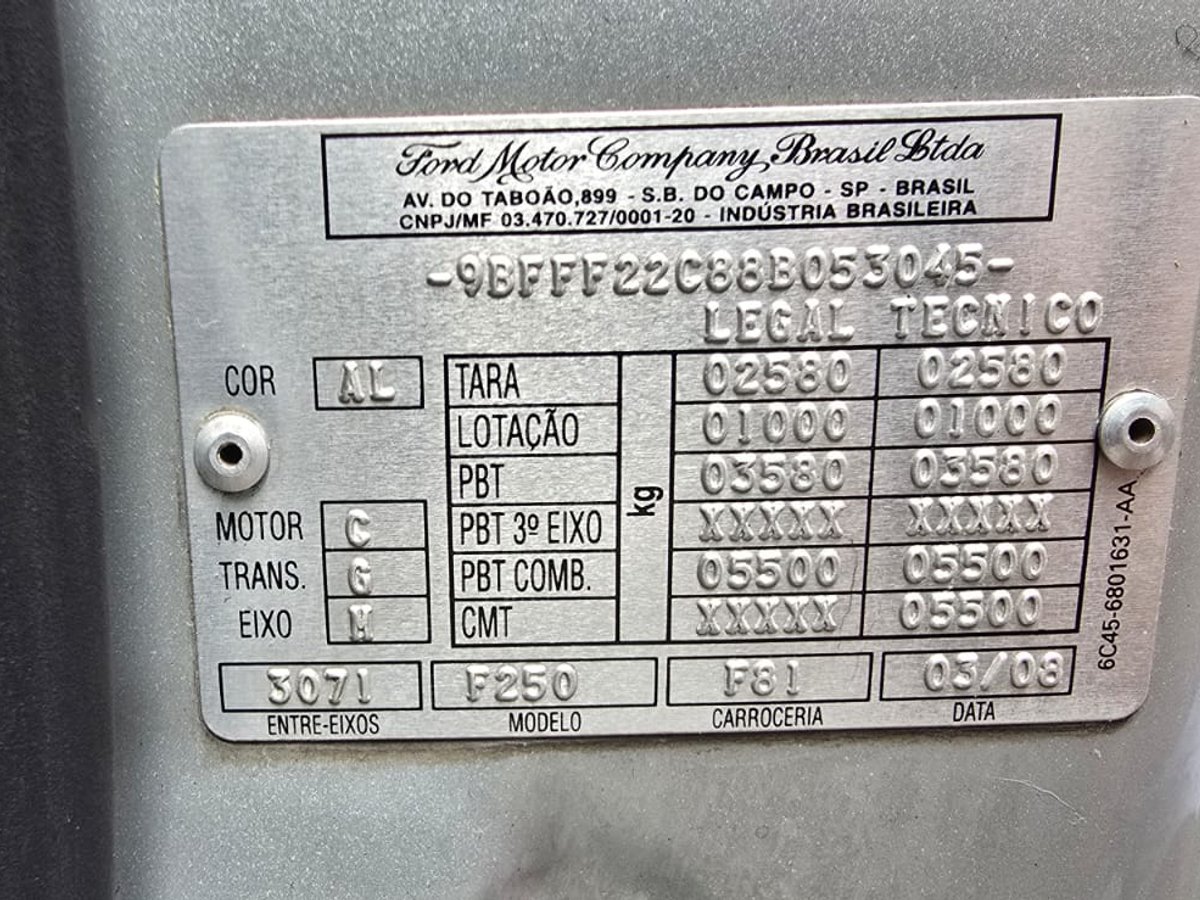 Ford Motor Company Brasil Ltda
AV. DO TABOÃO,899 - S.B. DO CAMPO - SP - BRASIL
CNPJ/MF 03.470.727/0001-20 - INDÚSTRIA BRASILEIRA
-9BFFF22C88B053045-
LEGAL TECNICO
COR AL TARA 02580 02580
LOTAÇÃO 01000 01000
PBT 03580 03580
kg
MOTOR C PBT 3º EIXO XXXXX XXXXX
TRANS. G PBT COMB. 05500 05500
EIXO M CMT XXXXX 05500
3071 F250 F81 03/08
ENTRE-EIXOS MODELO CARROCERIA DATA
6C45-6801631-AA